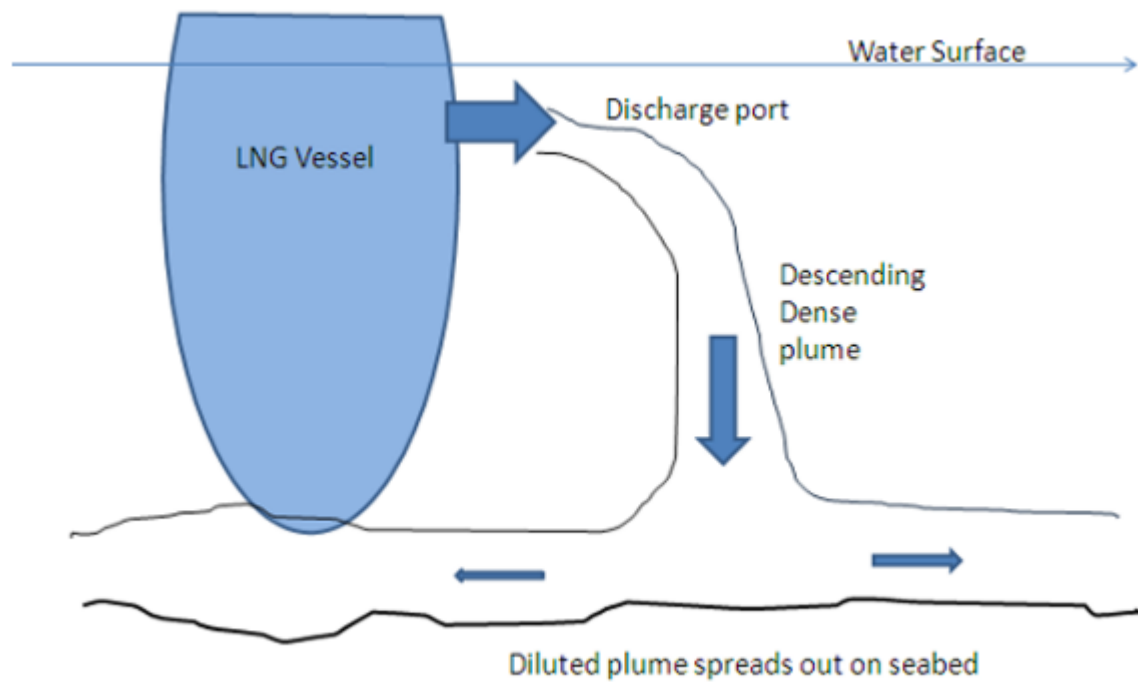 Water Surface
Discharge port
LNG Vessel
Descending
Dense
plume
Diluted plume spreads out on seabed